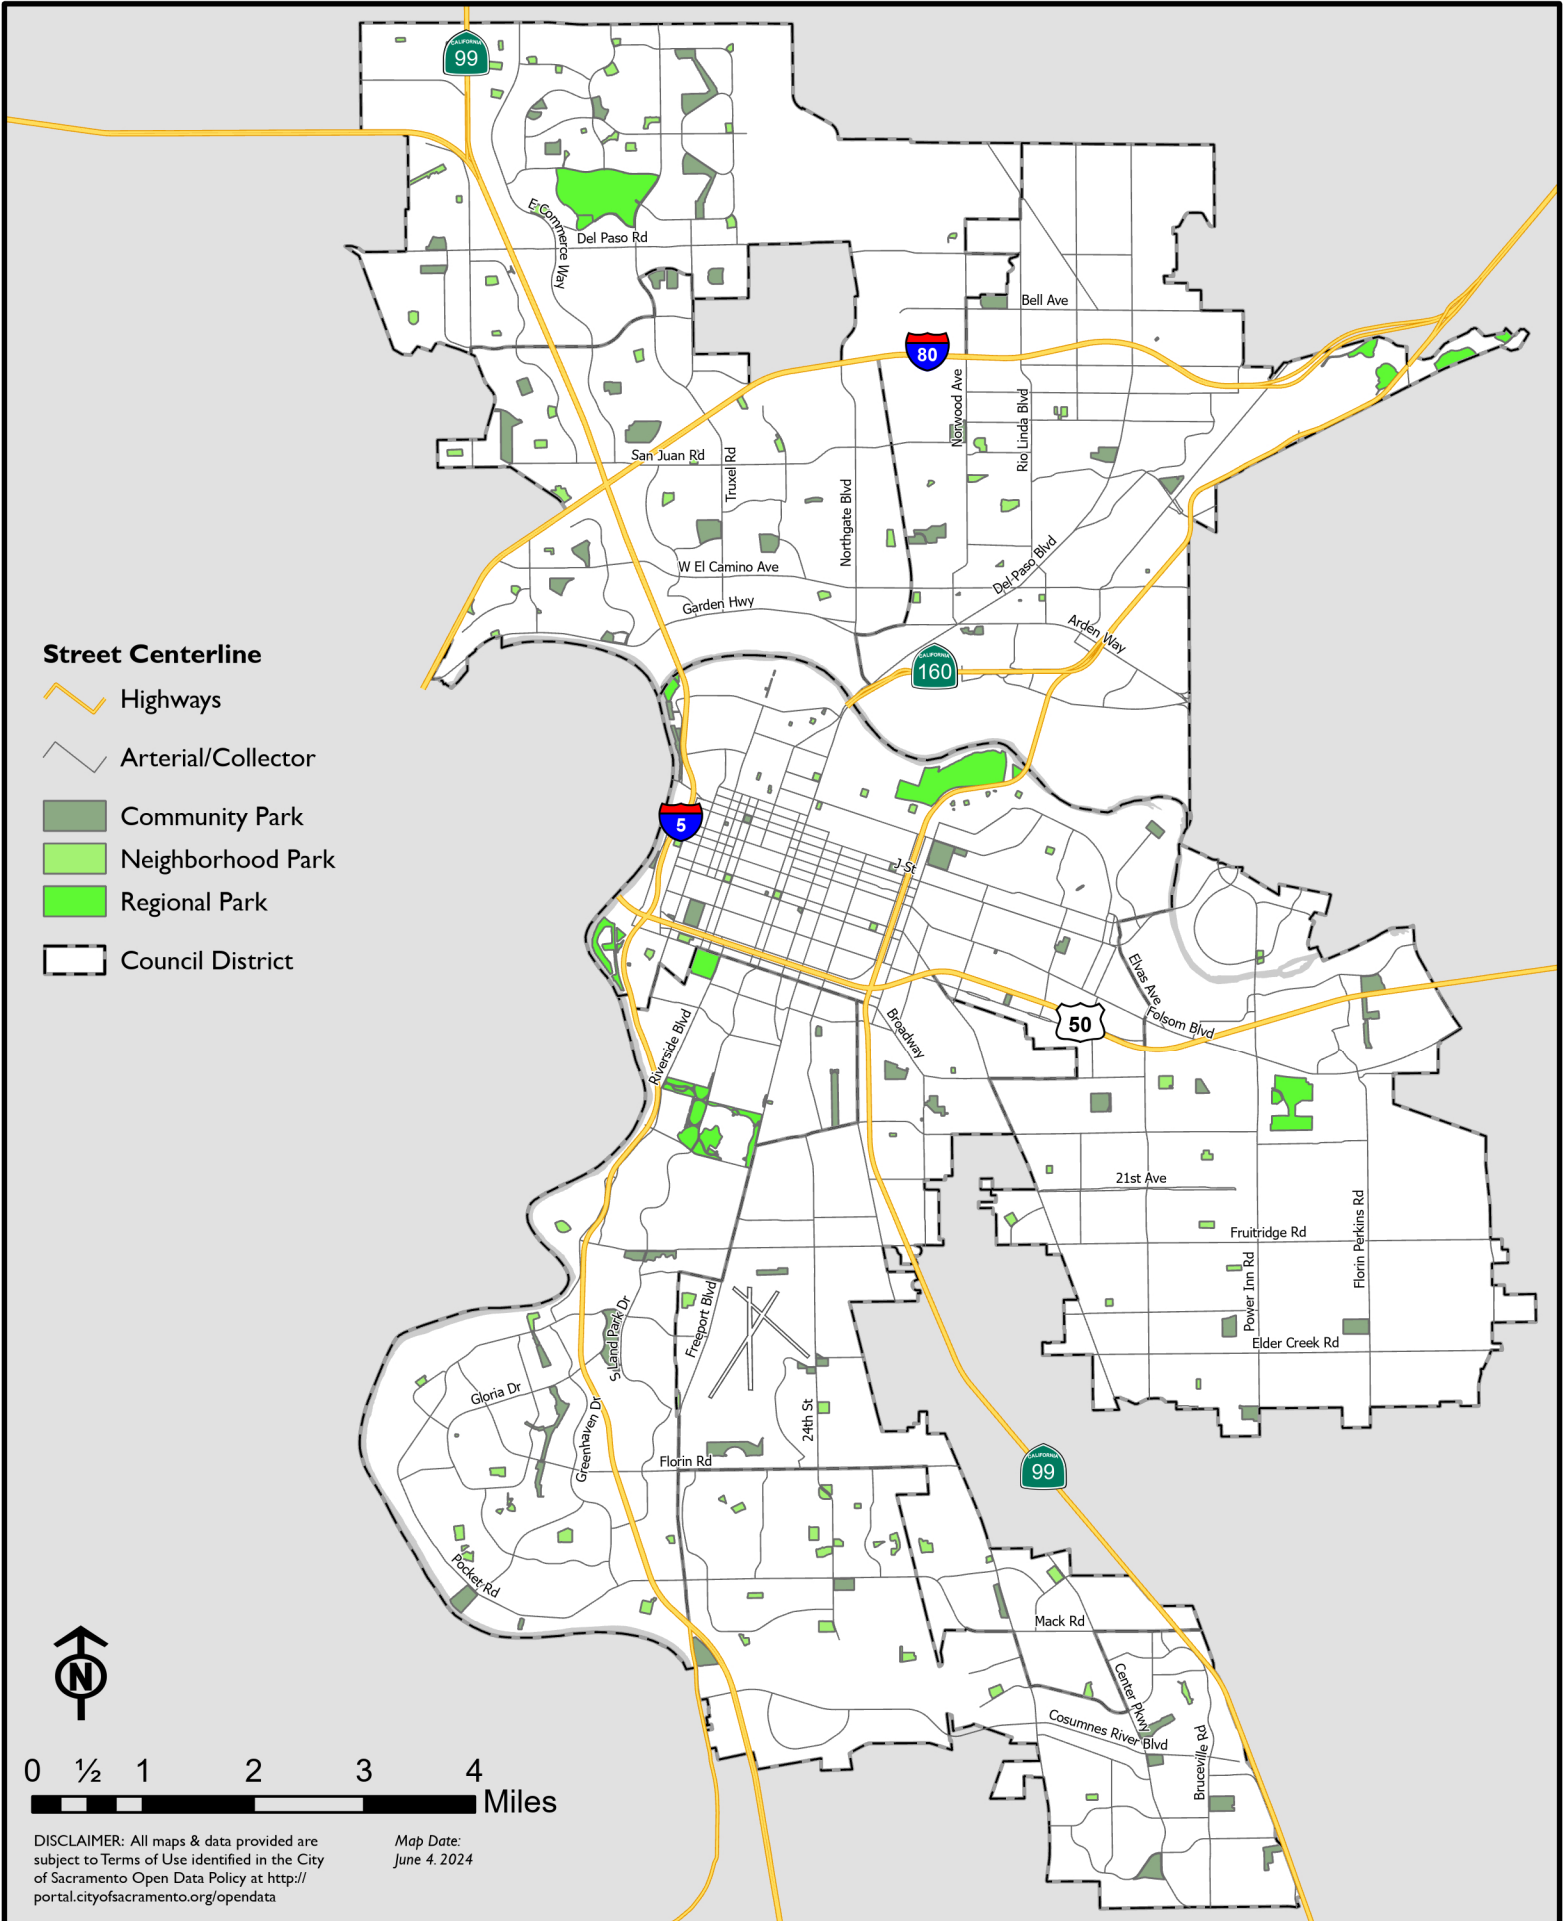 CALIFORNIA
99
E Commerce Way
Del Paso Rd
Bell Ave
80
Norwood Ave
Rio Linda Blvd
San Juan Rd
Truxel Rd
Northgate Blvd
Del Paso Blvd
W El Camino Ave
Garden Hwy
Arden Way
CALIFORNIA
160
Street Centerline
Highways
Arterial/Collector
Community Park
Neighborhood Park
Regional Park
Council District
5
J St
Elvas Ave
Folsom Blvd
50
Broadway
Riverside Blvd
21st Ave
Fruitridge Rd
Florin Perkins Rd
Power Inn Rd
Elder Creek Rd
Freeport Blvd
S Land Park Dr
Gloria Dr
Greenhaven Dr
24th St
Florin Rd
CALIFORNIA
99
Pocket Rd
Mack Rd
Center Pkwy
Cosumnes River Blvd
Bruceville Rd
N
0 ½ 1 2 3 4
Miles
DISCLAIMER: All maps & data provided are
subject to Terms of Use identified in the City
of Sacramento Open Data Policy at http://
portal.cityofsacramento.org/opendata
Map Date:
June 4. 2024